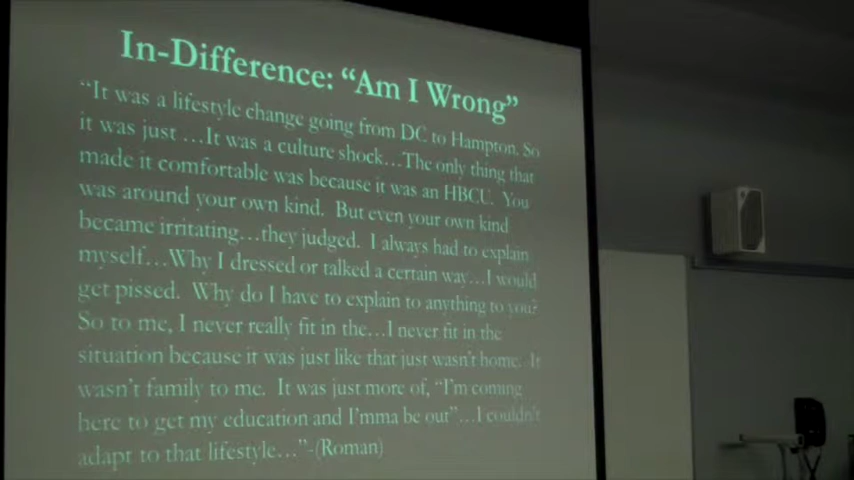 In-Difference: "Am I Wrong"
"It was a lifestyle change going from DC to Hampton. So
it was just …It was a culture shock…The only thing that
made it comfortable was because it was an HBCU. You
was around your own kind. But even your own kind
became irritating…they judged. I always had to explain
myself…Why I dressed or talked a certain way…I would
get pissed. Why do I have to explain to anything to you?
So to me, I never really fit in the…I never fit in the
situation because it was just like that just wasn't home. It
wasn't family to me. It was just more of, "I'm coming
here to get my education and I'mma be out"…I couldn't
adapt to that lifestyle…"-(Roman)